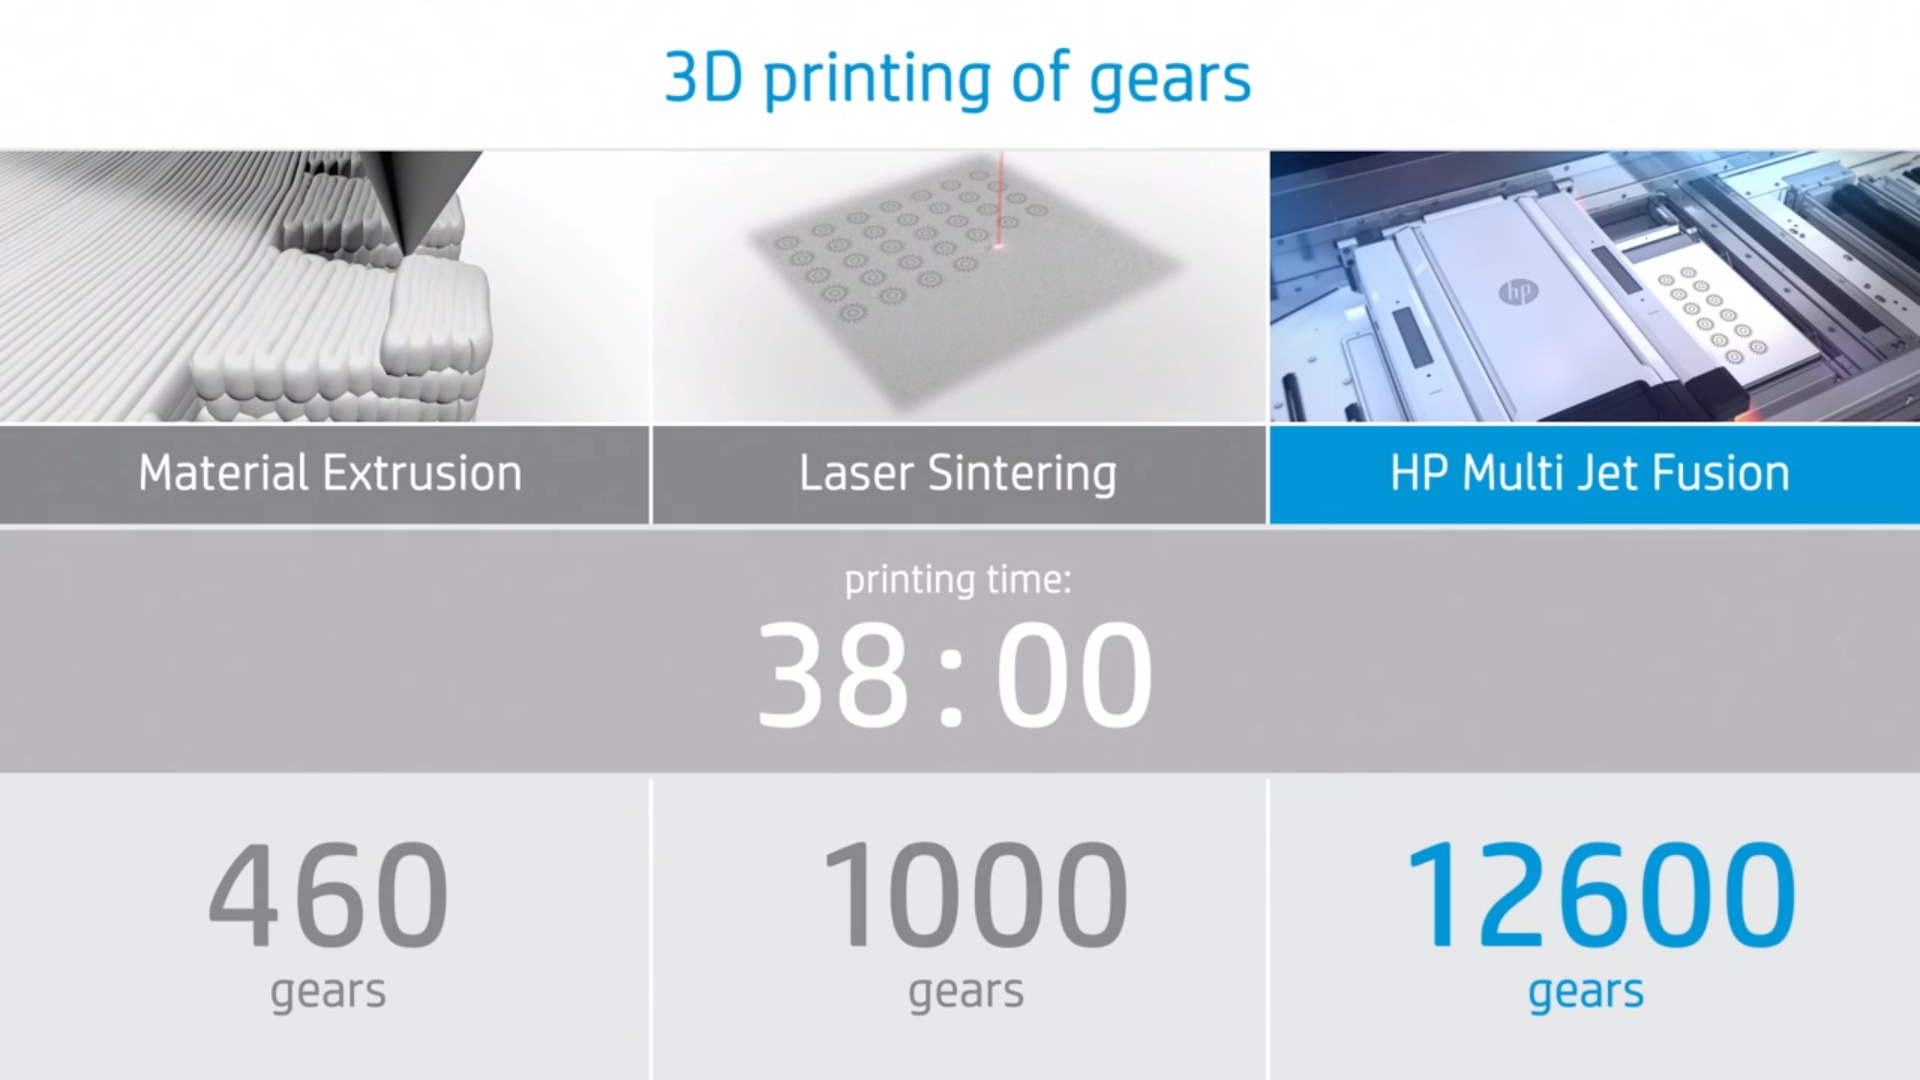 3D printing of gears
hp
Material Extrusion
Laser Sintering
HP Multi Jet Fusion
printing time:
38:00
460
gears
1000
gears
12600
gears